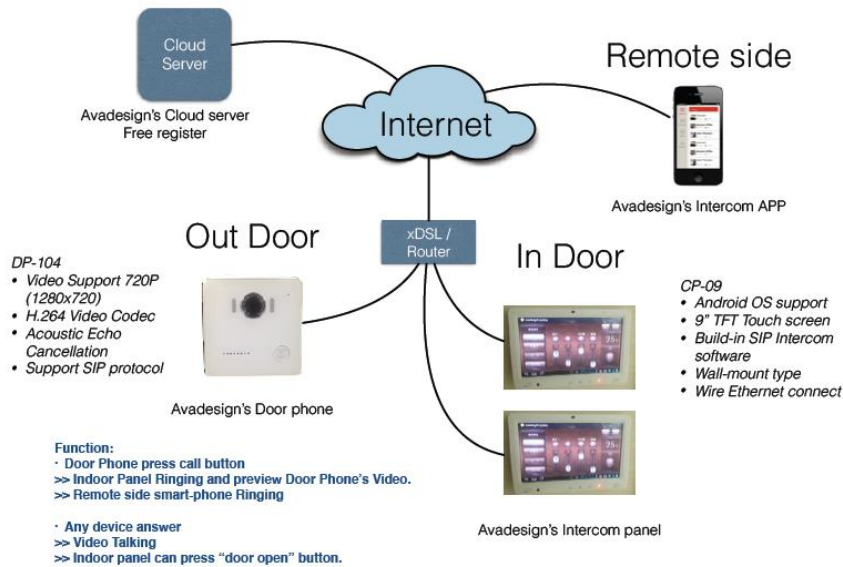 Cloud
Server
Avadesign's Cloud server
Free register
Internet
Remote side
Avadesign's Intercom APP
xDSL /
Router
Out Door
DP-104
• Video Support 720P
(1280x720)
• H.264 Video Codec
• Acoustic Echo
Cancellation
• Support SIP protocol
Avadesign's Door phone
In Door
CP-09
• Android OS support
• 9" TFT Touch screen
• Build-in SIP Intercom
software
• Wall-mount type
• Wire Ethernet connect
Avadesign's Intercom panel
Function:
· Door Phone press call button
>> Indoor Panel Ringing and preview Door Phone's Video.
>> Remote side smart-phone Ringing
· Any device answer
>> Video Talking
>> Indoor panel can press "door open" button.